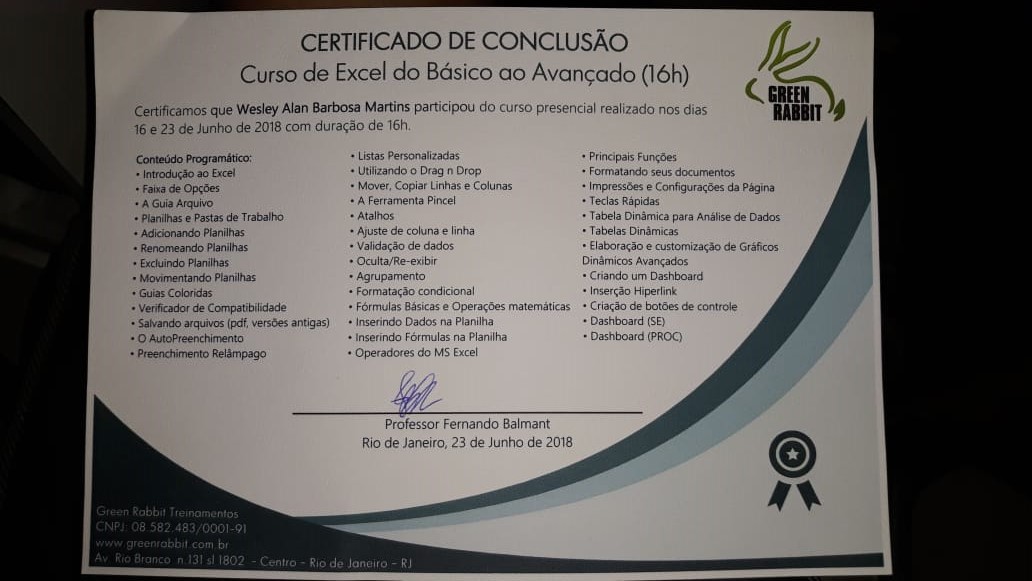 CERTIFICADO DE CONCLUSÃO
Curso de Excel do Básico ao Avançado (16h)
GREEN
RABBIT
Certificamos que Wesley Alan Barbosa Martins participou do curso presencial realizado nos dias
16 e 23 de Junho de 2018 com duração de 16h.
Conteúdo Programático:
• Introdução ao Excel
• Faixa de Opções
• A Guia Arquivo
• Planilhas e Pastas de Trabalho
• Adicionando Planilhas
• Renomeando Planilhas
• Excluindo Planilhas
• Movimentando Planilhas
• Guias Coloridas
• Verificador de Compatibilidade
• Salvando arquivos (pdf, versões antigas)
• O AutoPreenchimento
• Preenchimento Relâmpago
• Listas Personalizadas
• Utilizando o Drag n Drop
• Mover, Copiar Linhas e Colunas
• A Ferramenta Pincel
• Atalhos
• Ajuste de coluna e linha
• Validação de dados
• Oculta/Re-exibir
• Agrupamento
• Formatação condicional
• Fórmulas Básicas e Operações matemáticas
• Inserindo Dados na Planilha
• Inserindo Fórmulas na Planilha
• Operadores do MS Excel
• Principais Funções
• Formatando seus documentos
• Impressões e Configurações da Página
• Teclas Rápidas
• Tabela Dinâmica para Análise de Dados
• Tabelas Dinâmicas
• Elaboração e customização de Gráficos
Dinâmicos Avançados
• Criando um Dashboard
• Inserção Hiperlink
• Criação de botões de controle
• Dashboard (SE)
• Dashboard (PROC)
Professor Fernando Balmant
Rio de Janeiro, 23 de Junho de 2018
Green Rabbit Treinamentos
CNPJ: 08.582.483/0001-91
www.greenrabbit.com.br
Av. Rio Branco n.131 sl 1802 - Centro - Rio de Janeiro - RJ